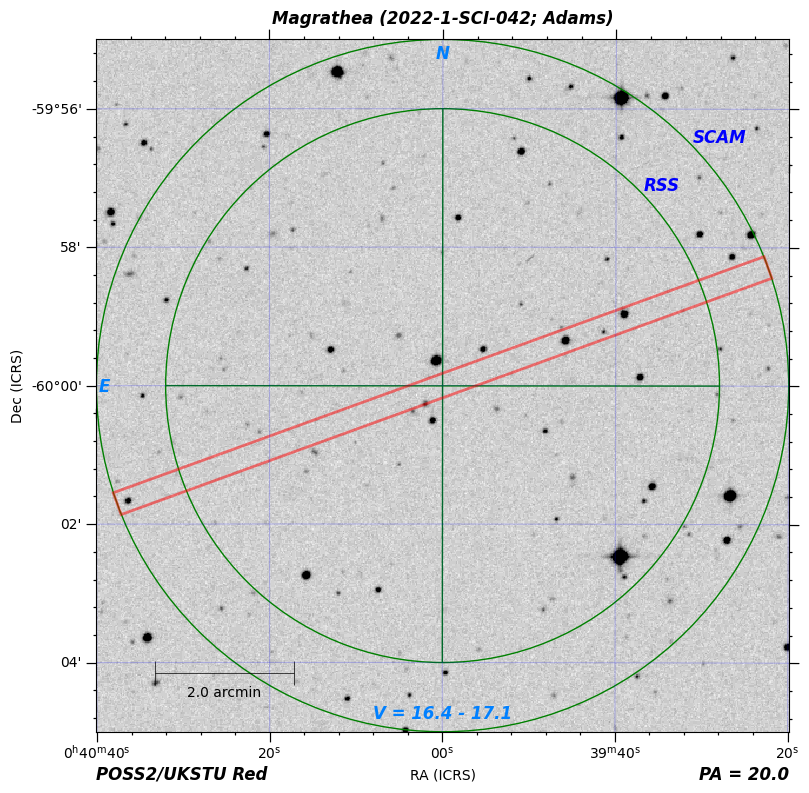 Magrathea (2022-1-SCI-042; Adams)
N
-59°56'
SCAM
RSS
58'
-60°00'
E
02'
04'
2.0 arcmin
V = 16.4 - 17.1
0ʰ40ᵐ40ˢ
20ˢ
00ˢ
39ᵐ40ˢ
20ˢ
Dec (ICRS)
RA (ICRS)
POSS2/UKSTU Red
PA = 20.0